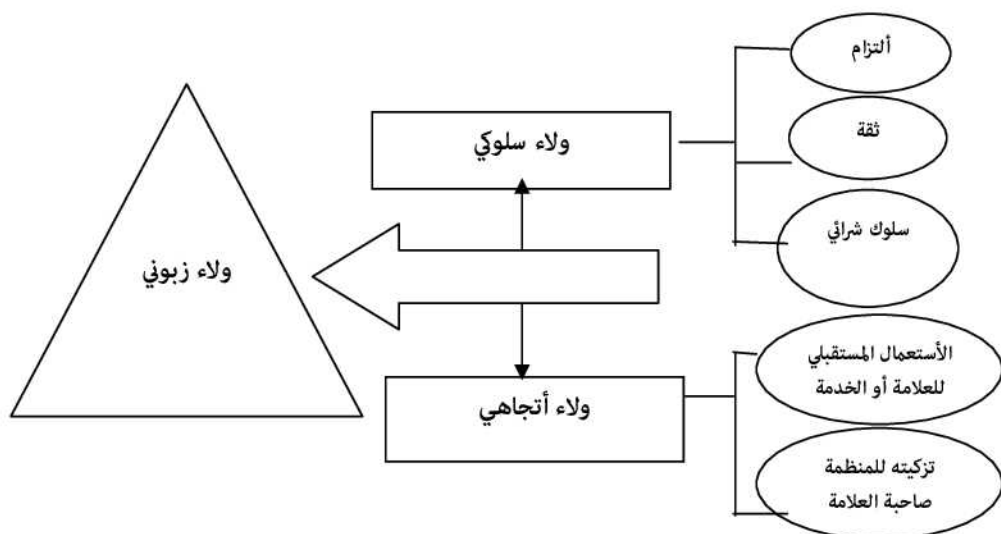 ألتزام
ولاء سلوكي
ثقة
سلوك شرائي
ولاء زبوني
الأستعمال المستقبلي
للعلامة أو الخدمة
ولاء أتجاهي
تزكيته للمنظمة
صاحبة العلامة